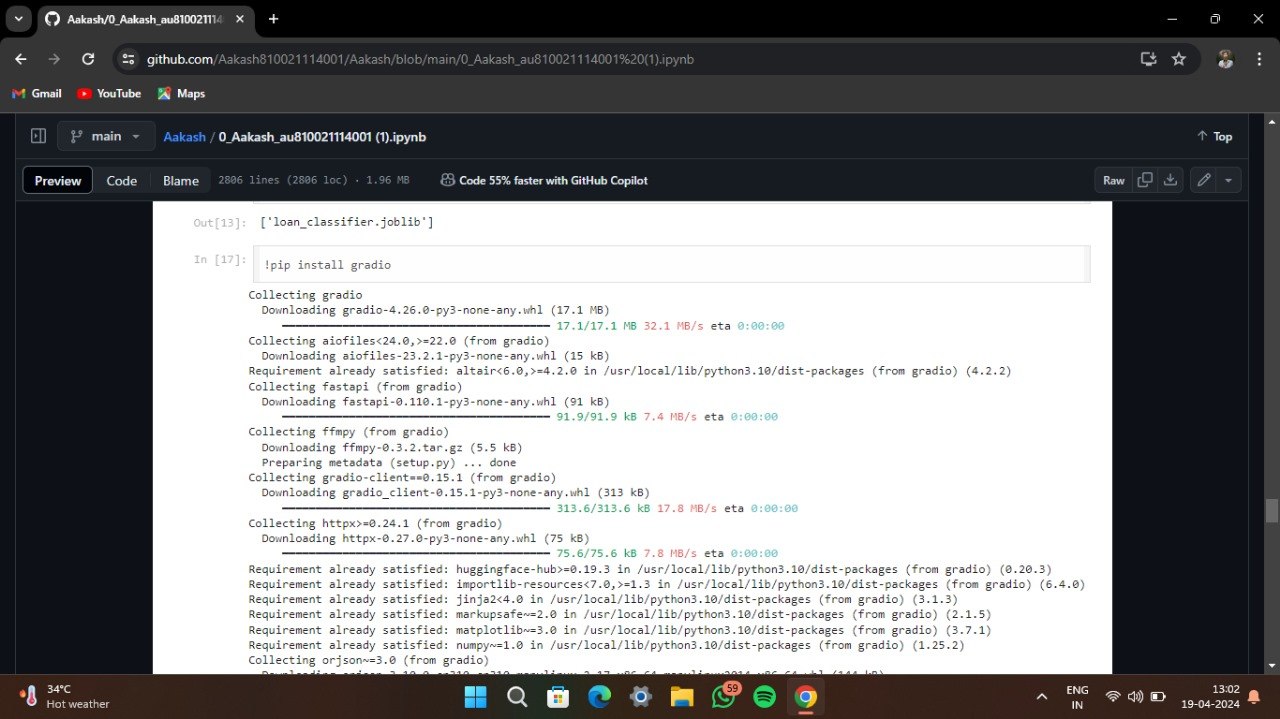 Aakash/0_Aakash_au8100211140
github.com/Aakash810021114001/Aakash/blob/main/0_Aakash_au810021114001%20(1).ipynb
Gmail YouTube Maps
main Aakash / 0_Aakash_au810021114001 (1).ipynb Top
Preview Code Blame 2806 lines (2806 loc) · 1.96 MB Code 55% faster with GitHub Copilot Raw
Out[13]: ['loan_classifier.joblib']
In [17]: !pip install gradio
Collecting gradio
Downloading gradio-4.26.0-py3-none-any.whl (17.1 MB)
17.1/17.1 MB 32.1 MB/s eta 0:00:00
Collecting aiofiles<24.0,>=22.0 (from gradio)
Downloading aiofiles-23.2.1-py3-none-any.whl (15 kB)
Requirement already satisfied: altair<6.0,>=4.2.0 in /usr/local/lib/python3.10/dist-packages (from gradio) (4.2.2)
Collecting fastapi (from gradio)
Downloading fastapi-0.110.1-py3-none-any.whl (91 kB)
91.9/91.9 kB 7.4 MB/s eta 0:00:00
Collecting ffmpy (from gradio)
Downloading ffmpy-0.3.2.tar.gz (5.5 kB)
Preparing metadata (setup.py) ... done
Collecting gradio-client==0.15.1 (from gradio)
Downloading gradio_client-0.15.1-py3-none-any.whl (313 kB)
313.6/313.6 kB 17.8 MB/s eta 0:00:00
Collecting httpx>=0.24.1 (from gradio)
Downloading httpx-0.27.0-py3-none-any.whl (75 kB)
75.6/75.6 kB 7.8 MB/s eta 0:00:00
Requirement already satisfied: huggingface-hub>=0.19.3 in /usr/local/lib/python3.10/dist-packages (from gradio) (0.20.3)
Requirement already satisfied: importlib-resources<7.0,>=1.3 in /usr/local/lib/python3.10/dist-packages (from gradio) (6.4.0)
Requirement already satisfied: jinja2<4.0 in /usr/local/lib/python3.10/dist-packages (from gradio) (3.1.3)
Requirement already satisfied: markupsafe~=2.0 in /usr/local/lib/python3.10/dist-packages (from gradio) (2.1.5)
Requirement already satisfied: matplotlib~=3.0 in /usr/local/lib/python3.10/dist-packages (from gradio) (3.7.1)
Requirement already satisfied: numpy~=1.0 in /usr/local/lib/python3.10/dist-packages (from gradio) (1.25.2)
Collecting orjson~=3.0 (from gradio)
34°C
Hot weather
59
ENG
IN
13:02
19-04-2024